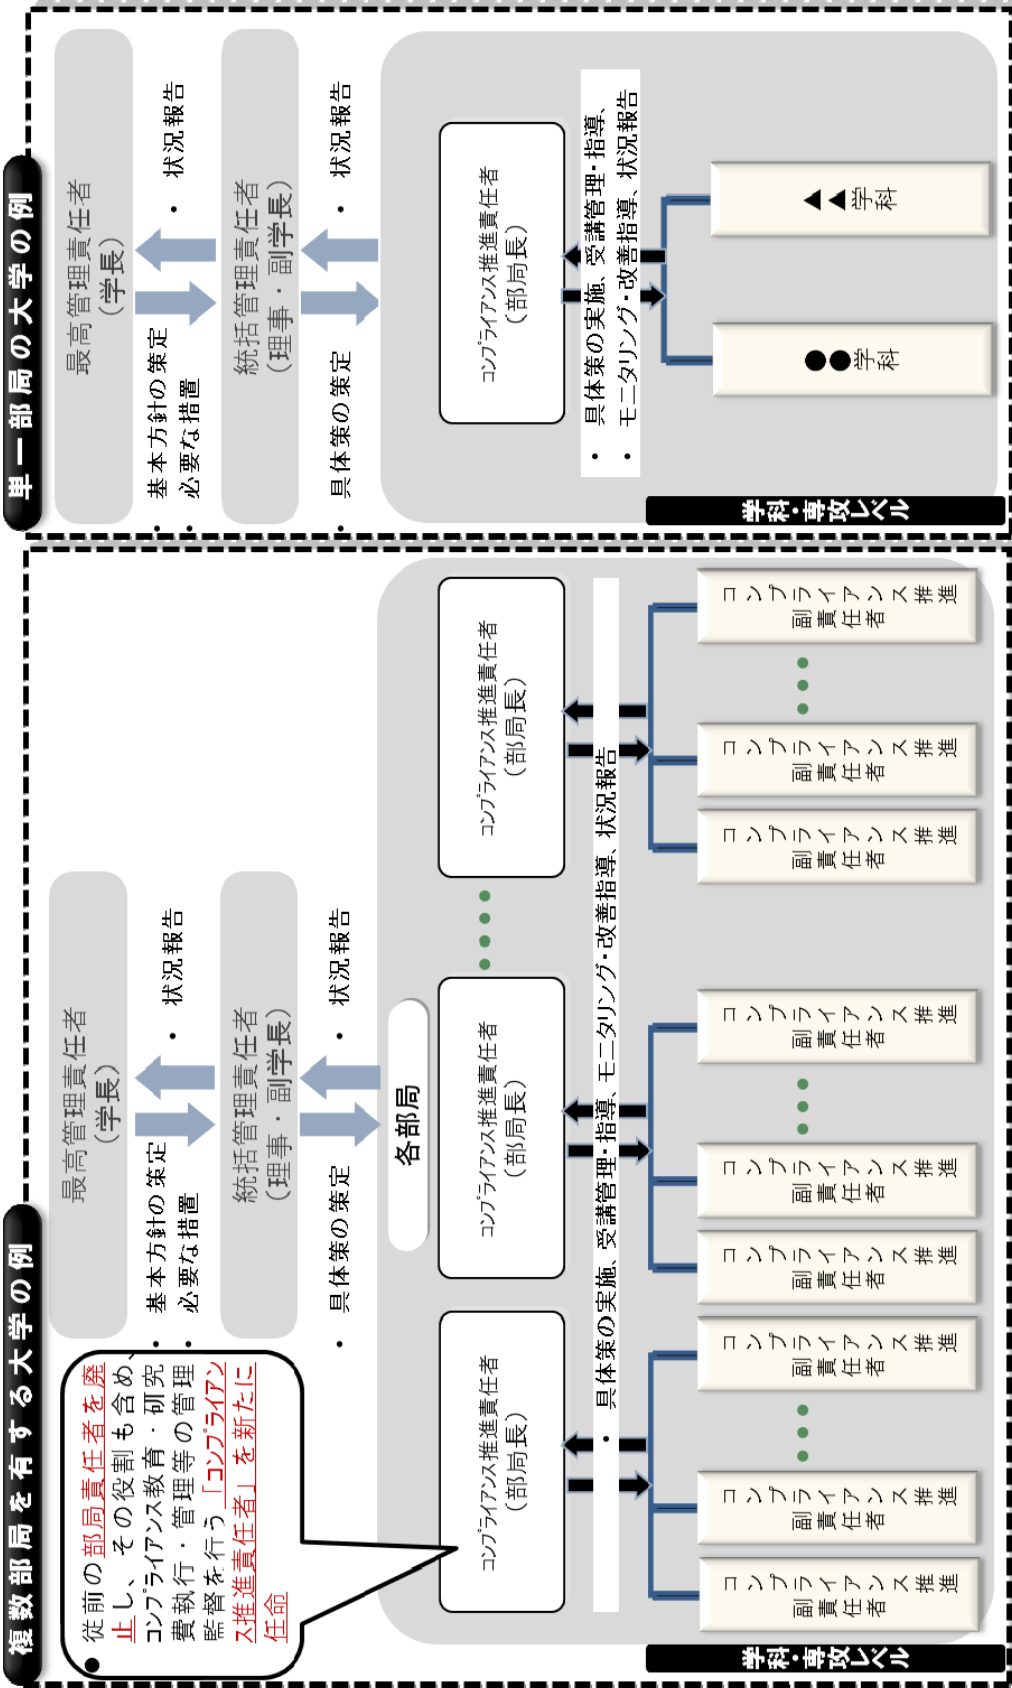 複数部局を有する大学の例
最高管理責任者
（学長）
・ 基本方針の策定
・ 必要な措置
・ 状況報告
統括管理責任者
（理事・副学長）
・ 具体策の策定
・ 状況報告
● 従前の部局責任者を廃
止し、その役割も含め、
コンプライアンス教育・研究
費執行・管理等の管理
監督を行う「コンプライアン
ス推進責任者」を新たに
任命
各部局
コンプライアンス推進責任者
（部局長）
コンプライアンス推進責任者
（部局長）
コンプライアンス推進責任者
（部局長）
・ 具体策の実施、受講管理・指導、モニタリング・改善指導、状況報告
学科・専攻レベル
コンプライアンス推進
副責任者
コンプライアンス推進
副責任者
コンプライアンス推進
副責任者
コンプライアンス推進
副責任者
コンプライアンス推進
副責任者
コンプライアンス推進
副責任者
コンプライアンス推進
副責任者
コンプライアンス推進
副責任者
コンプライアンス推進
副責任者
単一部局の大学の例
最高管理責任者
（学長）
・ 基本方針の策定
・ 必要な措置
・ 状況報告
統括管理責任者
（理事・副学長）
・ 具体策の策定
・ 状況報告
コンプライアンス推進責任者
（部局長）
・ 具体策の実施、受講管理・指導、
・ モニタリング・改善指導、状況報告
学科・専攻レベル
●●学科
▲▲学科